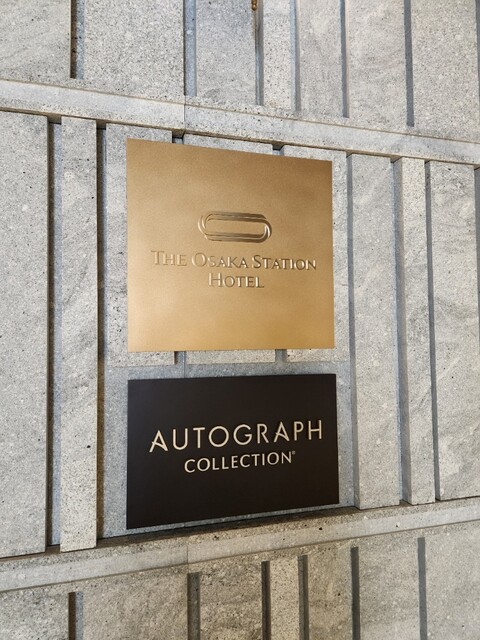 THE OSAKA STATION
HOTEL
AUTOGRAPH
COLLECTION®